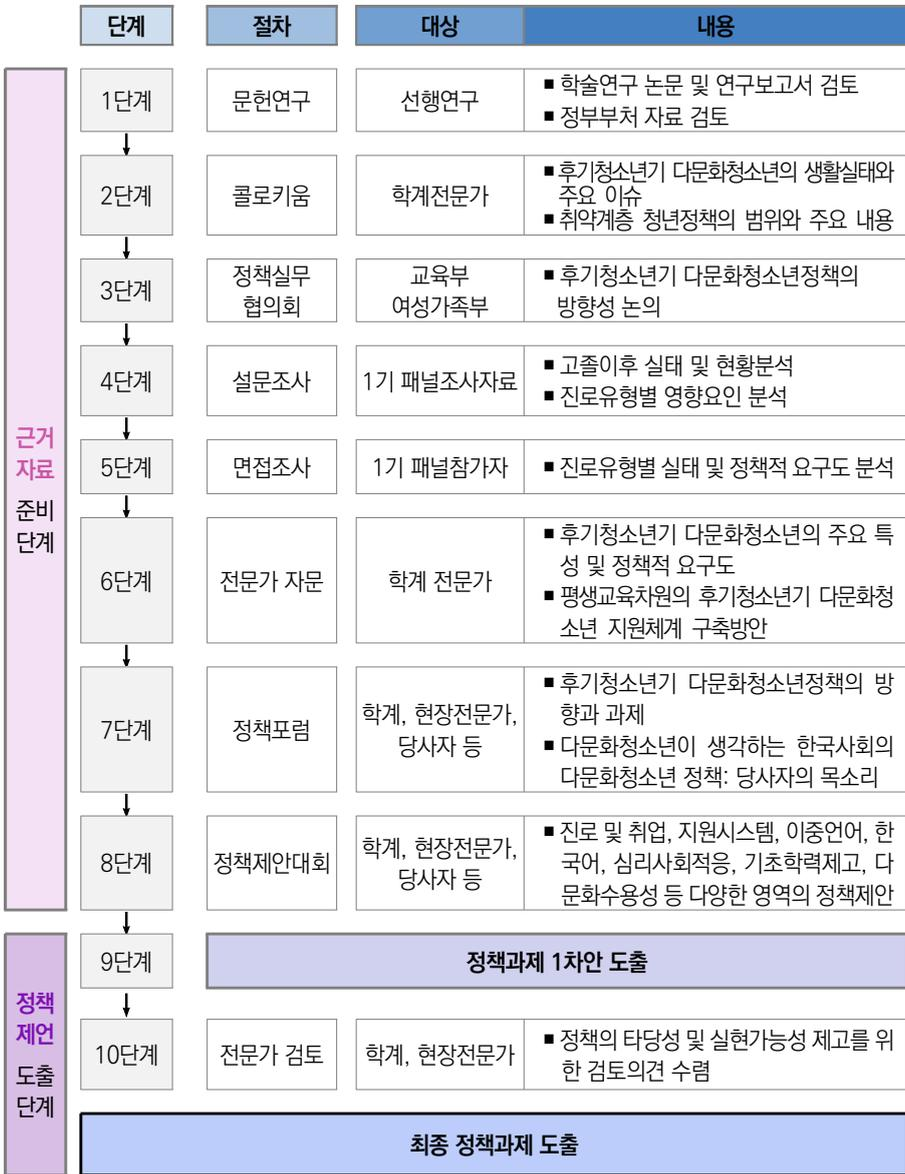 단계 절차 대상 내용
근거
자료
준비
단계
1단계 문헌연구 선행연구
■ 학술연구 논문 및 연구보고서 검토
■ 정부부처 자료 검토
2단계 콜로키움 학계전문가
■ 후기청소년기 다문화청소년의 생활실태와
주요 이슈
■ 취약계층 청년정책의 범위와 주요 내용
3단계
정책실무
협의회
교육부
여성가족부
■ 후기청소년기 다문화청소년정책의
방향성 논의
4단계 설문조사 1기 패널조사자료
■ 고졸이후 실태 및 현황분석
■ 진로유형별 영향요인 분석
5단계 면접조사 1기 패널참가자
■ 진로유형별 실태 및 정책적 요구도 분석
6단계 전문가 자문 학계 전문가
■ 후기청소년기 다문화청소년의 주요 특
성 및 정책적 요구도
■ 평생교육차원의 후기청소년기 다문화청
소년 지원체계 구축방안
7단계 정책포럼
학계, 현장전문가,
당사자 등
■ 후기청소년기 다문화청소년정책의 방
향과 과제
■ 다문화청소년이 생각하는 한국사회의
다문화청소년 정책: 당사자의 목소리
8단계 정책제안대회
학계, 현장전문가,
당사자 등
■ 진로 및 취업, 지원시스템, 이중언어, 한
국어, 심리사회적응, 기초학력제고, 다
문화수용성 등 다양한 영역의 정책제안
정책
제언
도출
단계
9단계 정책과제 1차안 도출
10단계 전문가 검토 학계, 현장전문가
■ 정책의 타당성 및 실현가능성 제고를 위
한 검토의견 수렴
최종 정책과제 도출